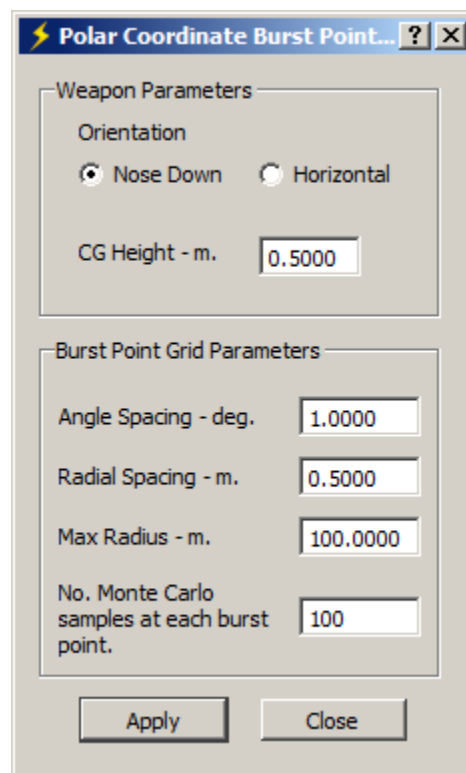 Polar Coordinate Burst Point... ? X
Weapon Parameters
Orientation
Nose Down Horizontal
CG Height - m. 0.5000
Burst Point Grid Parameters
Angle Spacing - deg. 1.0000
Radial Spacing - m. 0.5000
Max Radius - m. 100.0000
No. Monte Carlo
samples at each burst 100
point.
Apply Close